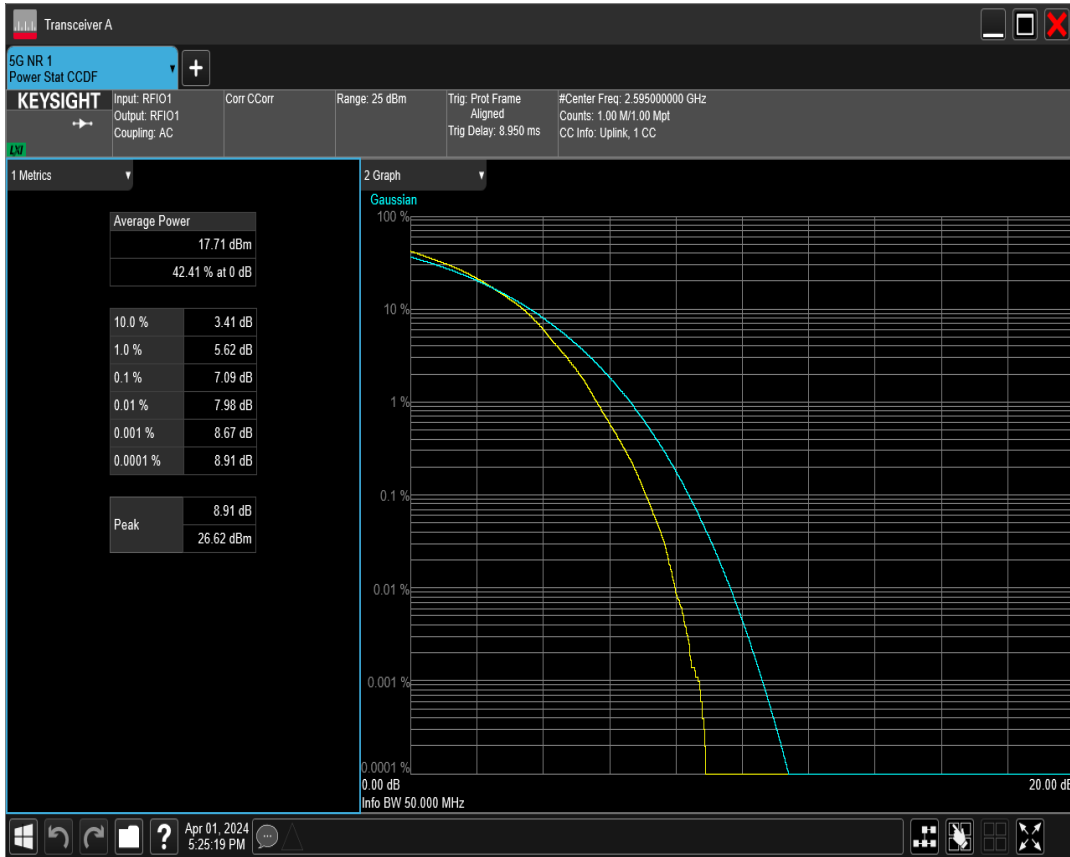 Transceiver A
5G NR 1
Power Stat CCDF
+
KEYSIGHT
LXI
Input: RFIO1
Output: RFIO1
Coupling: AC
Corr CCorr
Range: 25 dBm
Trig: Prot Frame
Aligned
Trig Delay: 8.950 ms
#Center Freq: 2.595000000 GHz
Counts: 1.00 M/1.00 Mpt
CC Info: Uplink, 1 CC
1 Metrics
Average Power
17.71 dBm
42.41 % at 0 dB
10.0 % 3.41 dB
1.0 % 5.62 dB
0.1 % 7.09 dB
0.01 % 7.98 dB
0.001 % 8.67 dB
0.0001 % 8.91 dB
Peak
8.91 dB
26.62 dBm
2 Graph
Gaussian
100 %
10 %
1 %
0.1 %
0.01 %
0.001 %
0.0001 %
0.00 dB 20.00 dB
Info BW 50.000 MHz
?
Apr 01, 2024
5:25:19 PM